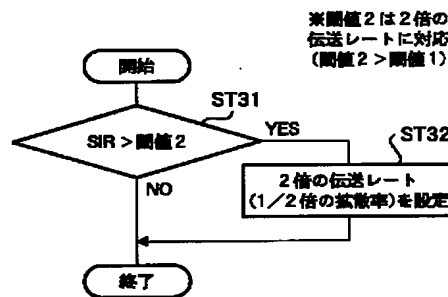 ※閾値2は2倍の
伝送レートに対応
(閾値2>閾値1)
開始
ST31
SIR>閾値2
YES
ST32
NO
2倍の伝送レート
(1/2倍の拡散率)を設定
終了